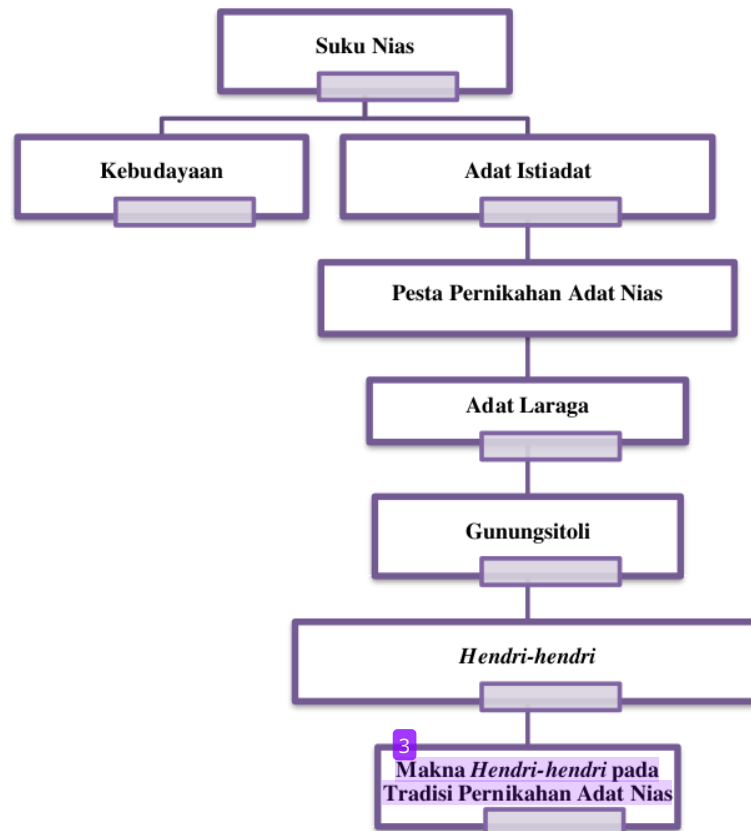 Suku Nias
Kebudayaan
Adat Istiadat
Pesta Pernikahan Adat Nias
Adat Laraga
Gunungsitoli
Hendri-hendri
3
Makna Hendri-hendri pada
Tradisi Pernikahan Adat Nias